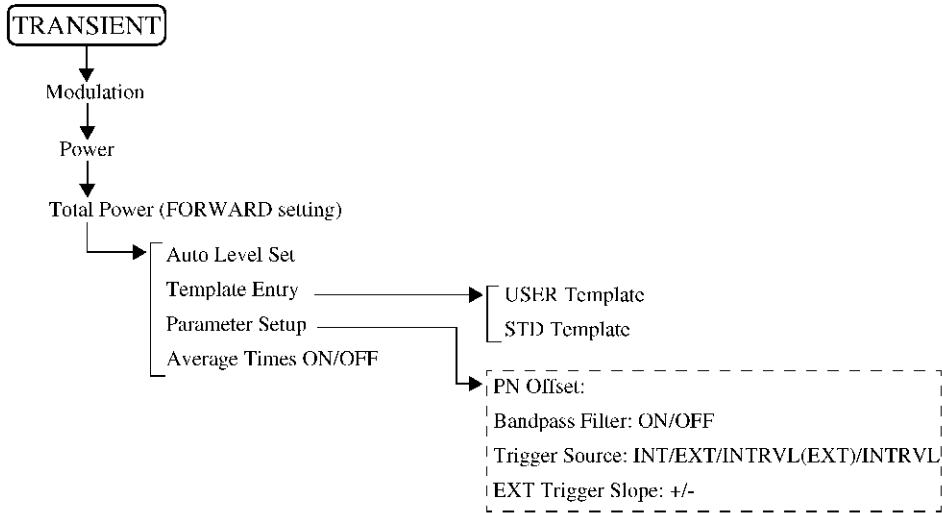 TRANSIENT
Modulation
Power
Total Power (FORWARD setting)
Auto Level Set
Template Entry
Parameter Setup
Average Times ON/OFF
USER Template
STD Template
PN Offset:
Bandpass Filter: ON/OFF
Trigger Source: INT/EXT/INTRVL(EXT)/INTRVL
EXT Trigger Slope: +/-